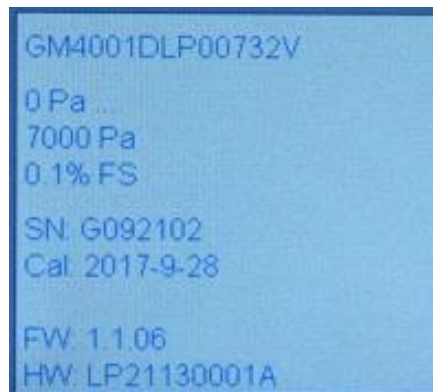 GM4001DLP00732V
0 Pa ...
7000 Pa
0.1% FS
SN: G092102
Cal: 2017-9-28
FW: 1.1.06
HW: LP21130001A